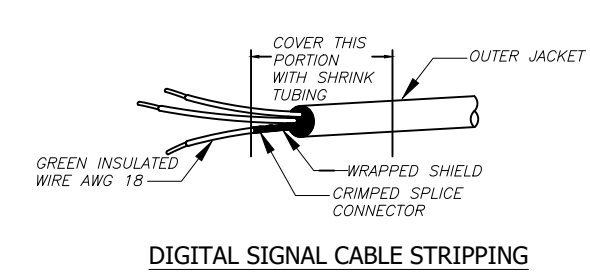 COVER THIS
PORTION
WITH SHRINK
TUBING
OUTER JACKET
GREEN INSULATED
WIRE AWG 18
WRAPPED SHIELD
CRIMPED SPLICE
CONNECTOR
DIGITAL SIGNAL CABLE STRIPPING